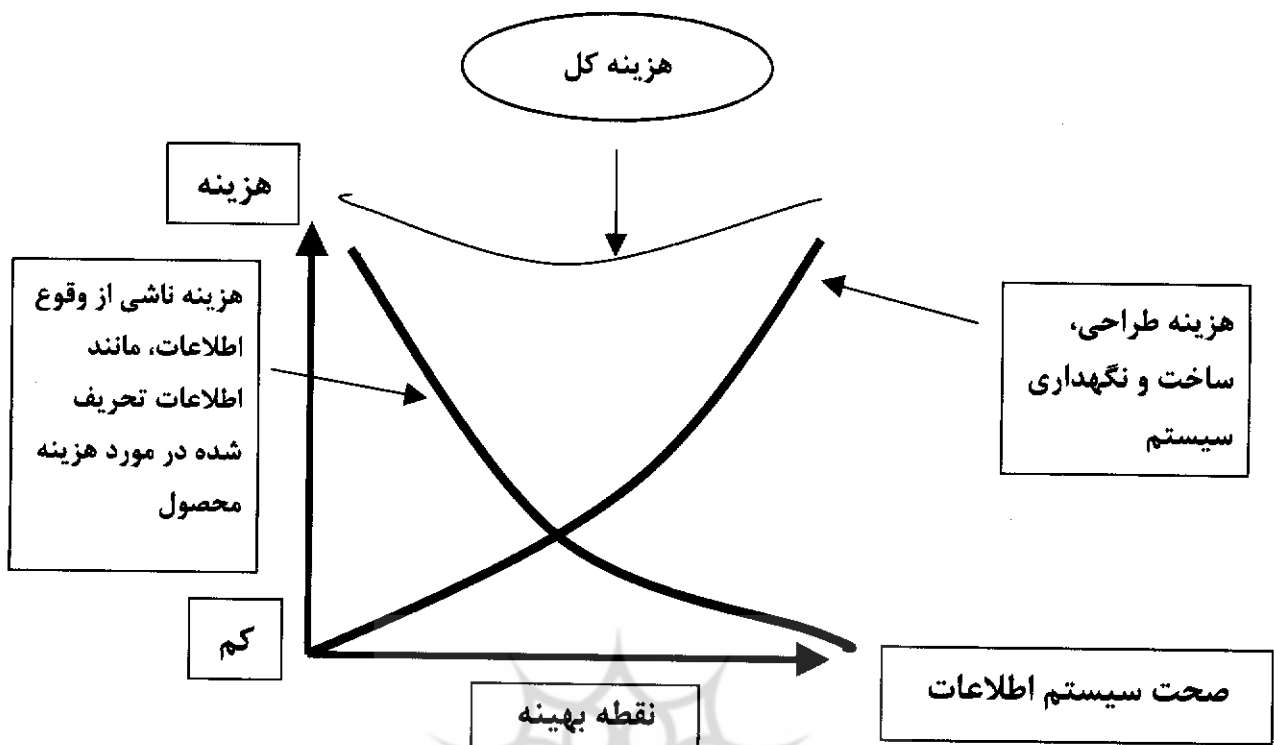 هزینه کل
هزینه
هزینه ناشی از وقوع
اطلاعات، مانند
اطلاعات تحریف
شده در مورد هزینه
محصول
هزینه طراحی،
ساخت و نگهداری
سیستم
کم
صحت سیستم اطلاعات
نقطه بهینه